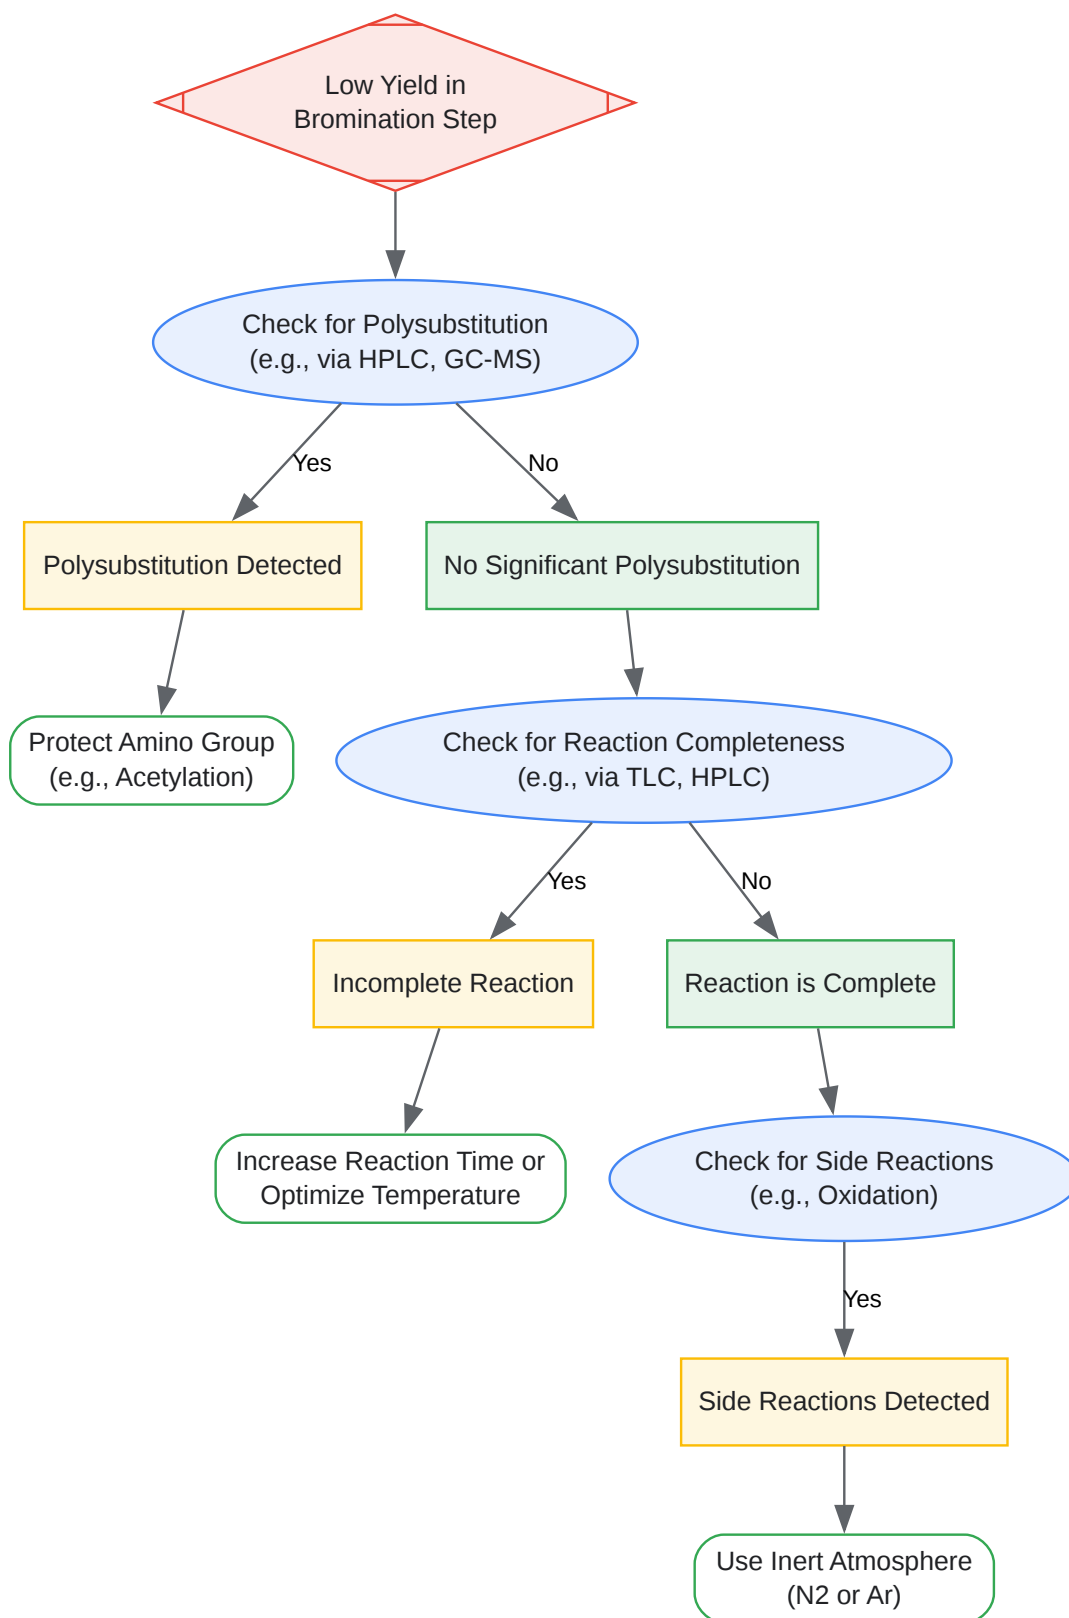 Low Yield in
Bromination Step
Check for Polysubstitution
(e.g., via HPLC, GC-MS)
Yes
No
Polysubstitution Detected
No Significant Polysubstitution
Protect Amino Group
(e.g., Acetylation)
Check for Reaction Completeness
(e.g., via TLC, HPLC)
Yes
No
Incomplete Reaction
Reaction is Complete
Increase Reaction Time or
Optimize Temperature
Check for Side Reactions
(e.g., Oxidation)
Yes
Side Reactions Detected
Use Inert Atmosphere
(N2 or Ar)